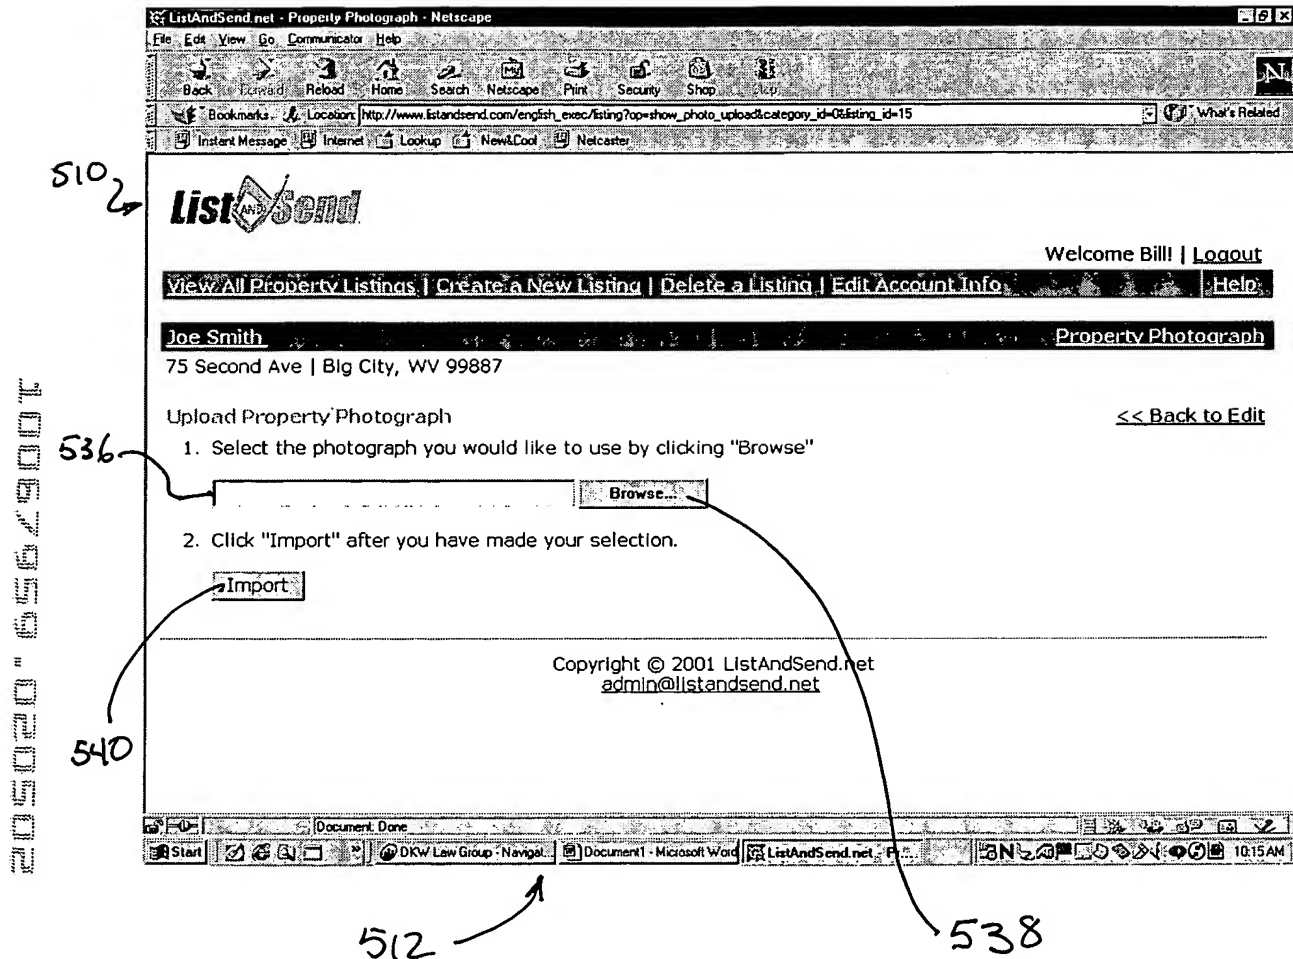 ListAndSend.net - Property Photograph - Netscape
File Edit View Go Communicator Help
Back Forward Reload Home Search Netscape Print Security Shop Stop
Bookmarks Location: http://www.listandsend.com/english_exec/listing?op=show_photo_upload&category_id=0&listing_id=15 What's Related
Instant Message Internet Lookup New&Cool Netcaster
510
List AND Send
Welcome Bill! | Logout
View All Property Listings | Create a New Listing | Delete a Listing | Edit Account Info Help
Joe Smith Property Photograph
75 Second Ave | Big City, WV 99887
Upload Property Photograph << Back to Edit
1. Select the photograph you would like to use by clicking "Browse"
536
Browse...
2. Click "Import" after you have made your selection.
Import
Copyright © 2001 ListAndSend.net
admin@listandsend.net
540
Document: Done
Start DKW Law Group - Navigat... Document1 - Microsoft Word ListAndSend.net - P... 10:15 AM
512
538